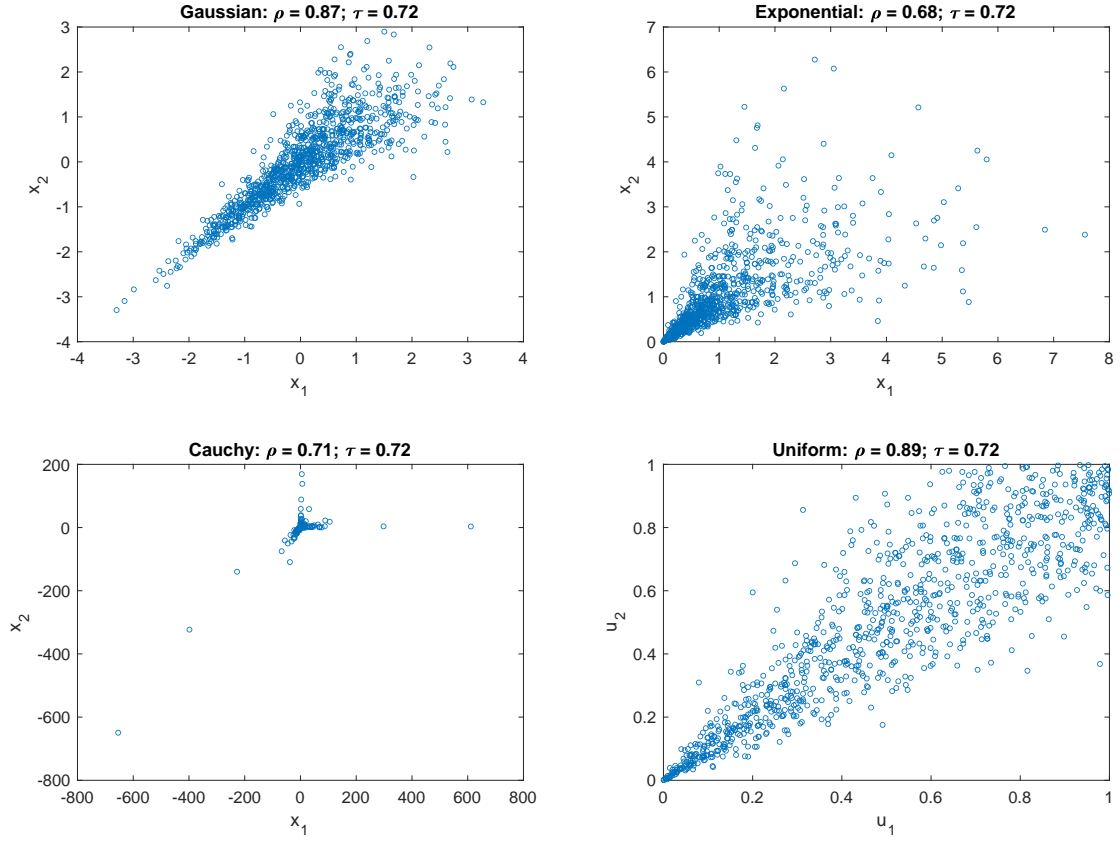 Gaussian: ρ = 0.87; τ = 0.72
3
2
1
0
-1
-2
-3
-4
x2
-4 -3 -2 -1 0 1 2 3 4
x1
Exponential: ρ = 0.68; τ = 0.72
7
6
5
4
3
2
1
0
x2
0 1 2 3 4 5 6 7 8
x1
Cauchy: ρ = 0.71; τ = 0.72
200
0
-200
-400
-600
-800
x2
-800 -600 -400 -200 0 200 400 600 800
x1
Uniform: ρ = 0.89; τ = 0.72
1
0.8
0.6
0.4
0.2
0
u2
0 0.2 0.4 0.6 0.8 1
u1